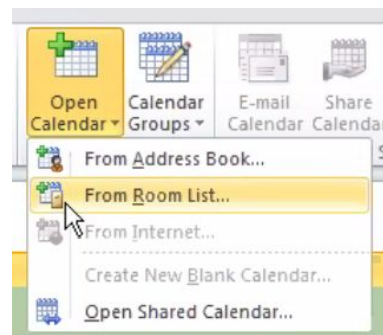 Open Calendar
Calendar Groups
E-mail Calendar
Share
From Address Book...
From Room List...
From Internet...
Create New Blank Calendar...
Open Shared Calendar...